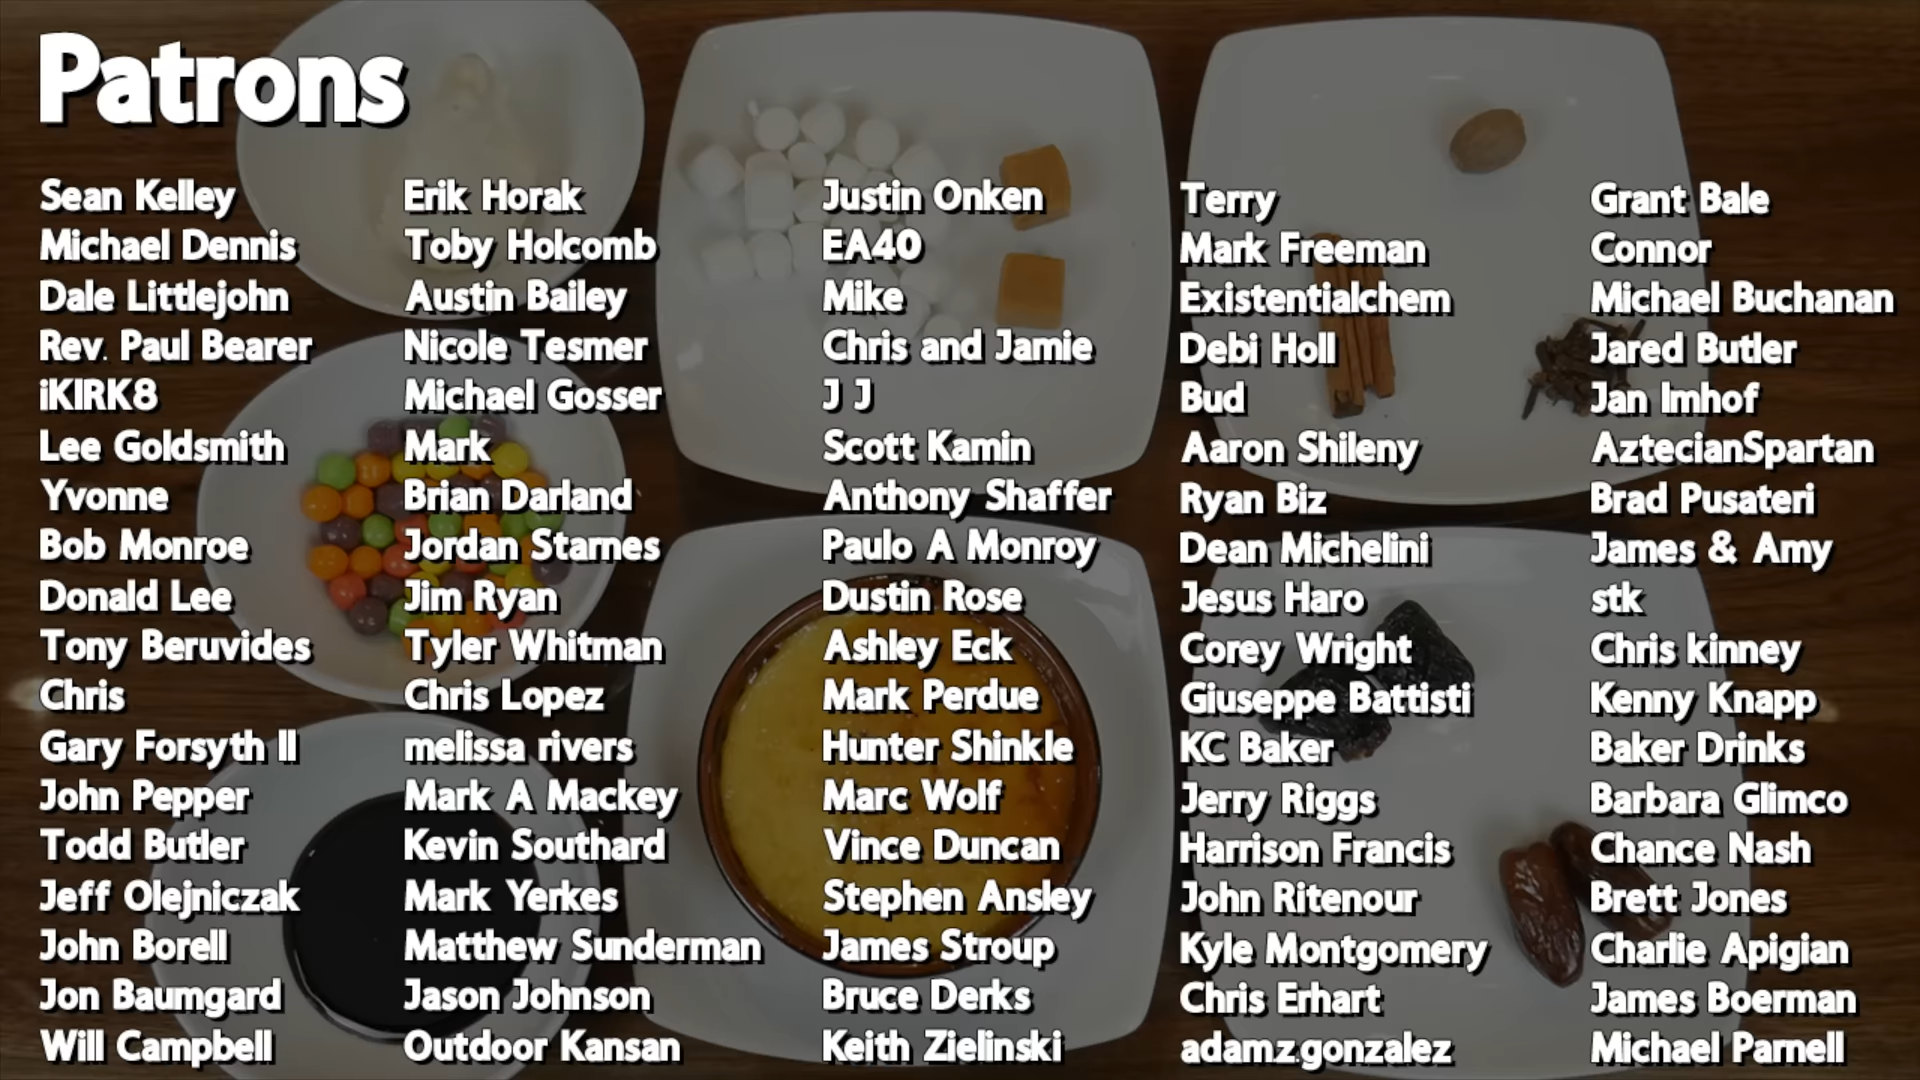 Patrons
Sean Kelley
Michael Dennis
Dale Littlejohn
Rev. Paul Bearer
iKIRK8
Lee Goldsmith
Yvonne
Bob Monroe
Donald Lee
Tony Beruvides
Chris
Gary Forsyth II
John Pepper
Todd Butler
Jeff Olejniczak
John Borell
Jon Baumgard
Will Campbell
Erik Horak
Toby Holcomb
Austin Bailey
Nicole Tesmer
Michael Gosser
Mark
Brian Darland
Jordan Starnes
Jim Ryan
Tyler Whitman
Chris Lopez
melissa rivers
Mark A Mackey
Kevin Southard
Mark Yerkes
Matthew Sunderman
Jason Johnson
Outdoor Kansan
Justin Onken
EA40
Mike
Chris and Jamie
J J
Scott Kamin
Anthony Shaffer
Paulo A Monroy
Dustin Rose
Ashley Eck
Mark Perdue
Hunter Shinkle
Marc Wolf
Vince Duncan
Stephen Ansley
James Stroup
Bruce Derks
Keith Zielinski
Terry
Mark Freeman
Existentialchem
Debi Holl
Bud
Aaron Shileny
Ryan Biz
Dean Michelini
Jesus Haro
Corey Wright
Giuseppe Battisti
KC Baker
Jerry Riggs
Harrison Francis
John Ritenour
Kyle Montgomery
Chris Erhart
adamz.gonzalez
Grant Bale
Connor
Michael Buchanan
Jared Butler
Jan Imhof
AztecianSpartan
Brad Pusateri
James & Amy
stk
Chris kinney
Kenny Knapp
Baker Drinks
Barbara Glimco
Chance Nash
Brett Jones
Charlie Apigian
James Boerman
Michael Parnell